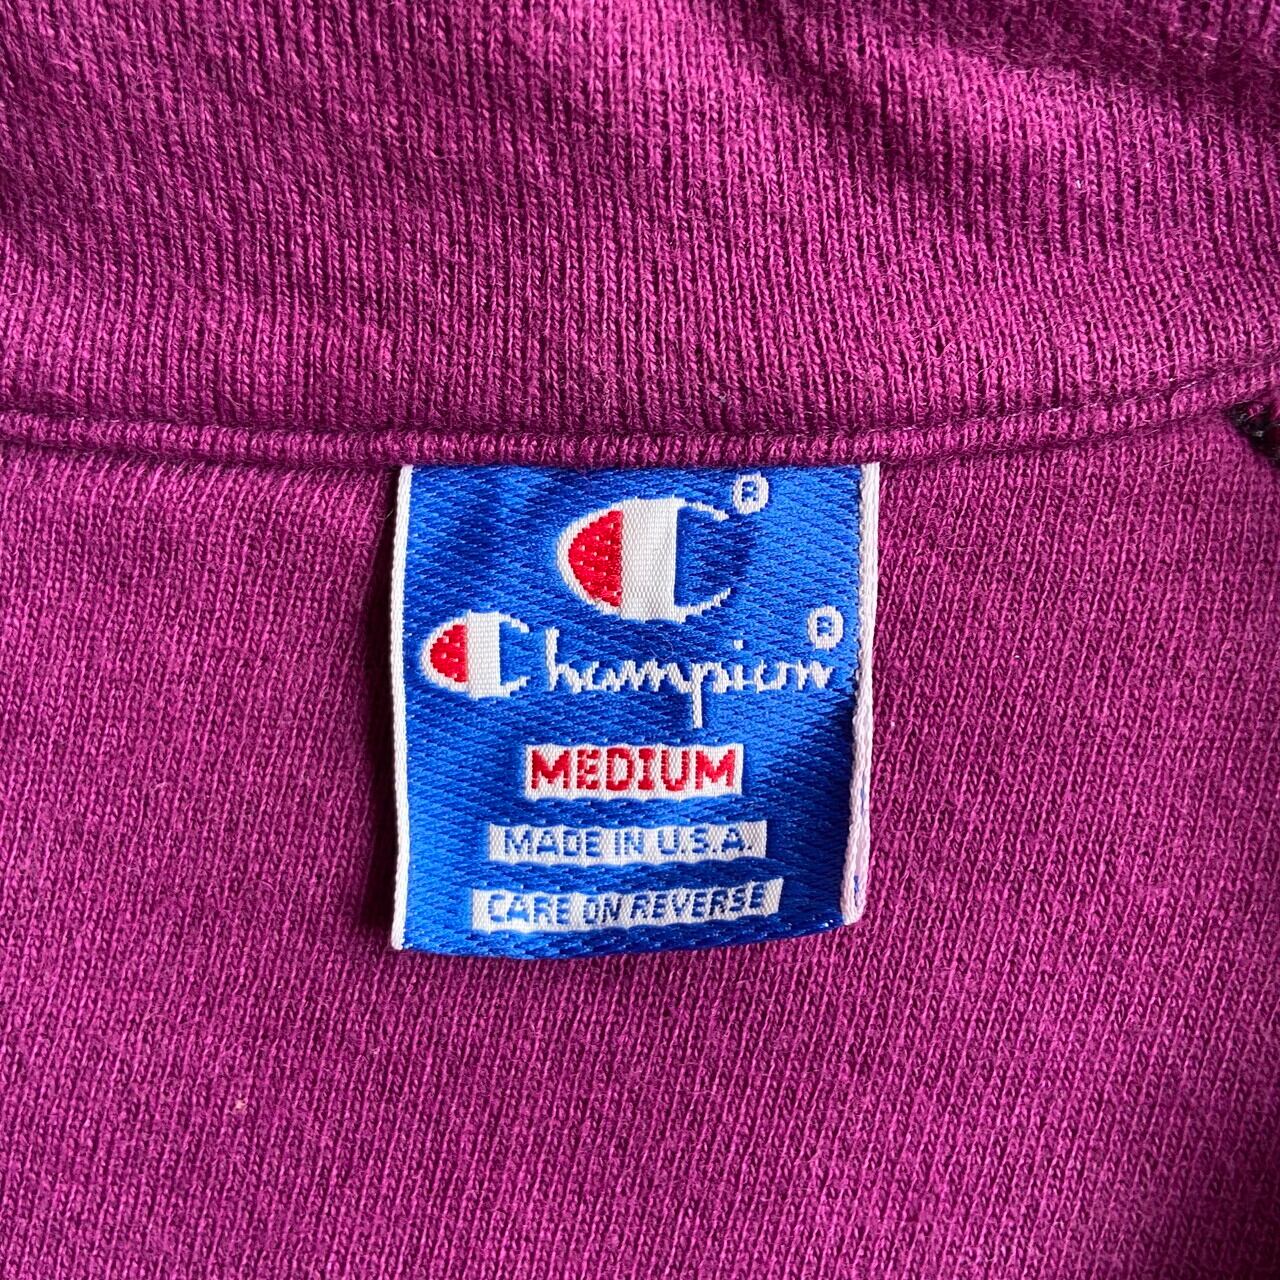 C®
Champion®
MEDIUM
MADE IN U.S.A.
CARE ON REVERSE